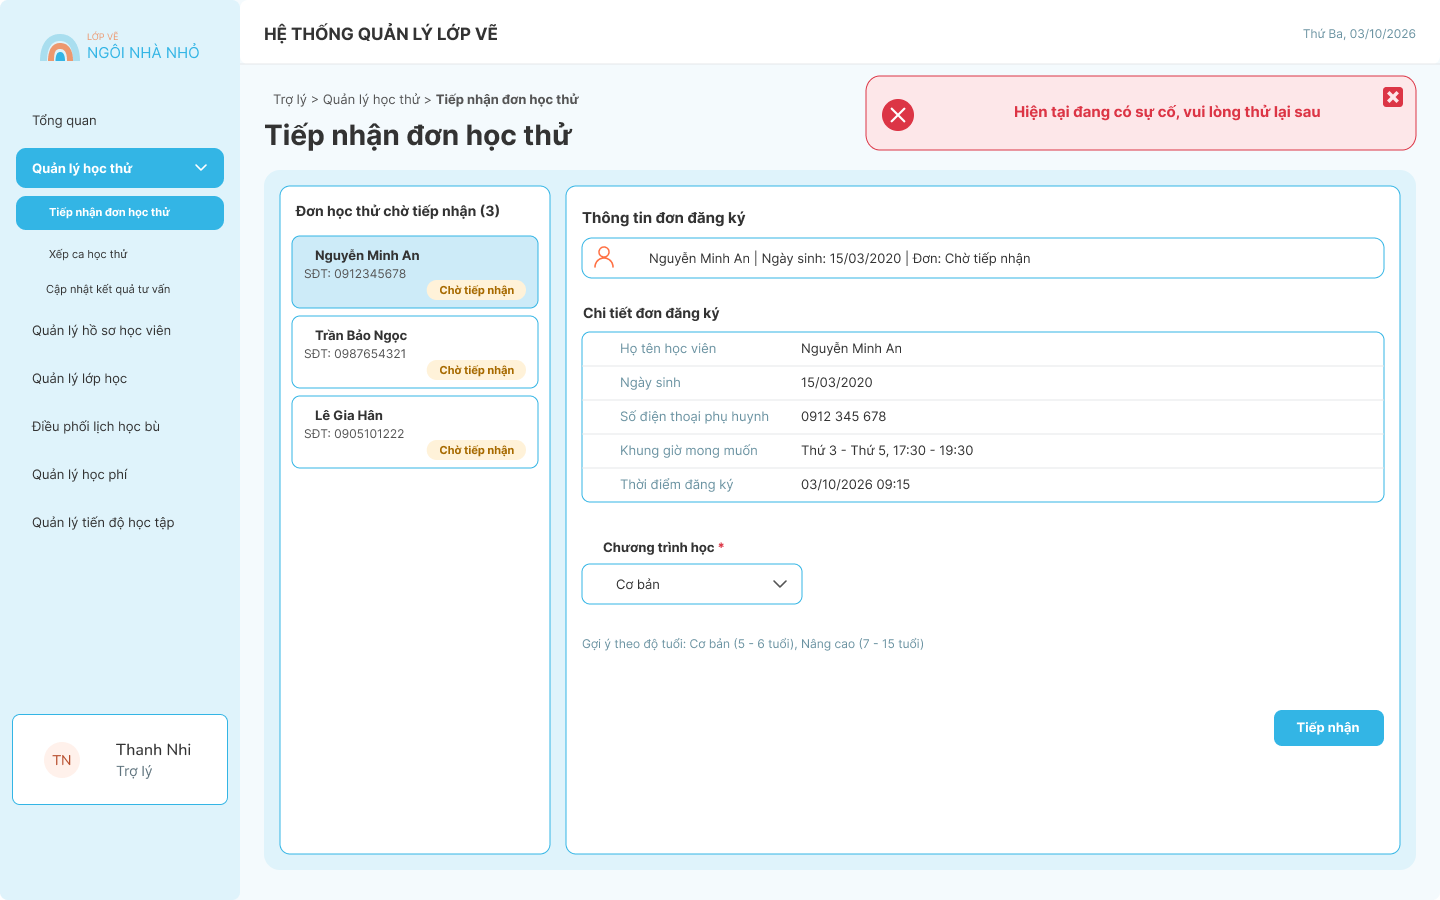 LỚP VẼ
NGÔI NHÀ NHỎ
Tổng quan
Quản lý học thử
Tiếp nhận đơn học thử
Xếp ca học thử
Cập nhật kết quả tư vấn
Quản lý hồ sơ học viên
Quản lý lớp học
Điều phối lịch học bù
Quản lý học phí
Quản lý tiến độ học tập
TN
Thanh Nhi
Trợ lý
HỆ THỐNG QUẢN LÝ LỚP VẼ
Thứ Ba, 03/10/2026
Trợ lý > Quản lý học thử > Tiếp nhận đơn học thử
Tiếp nhận đơn học thử
Hiện tại đang có sự cố, vui lòng thử lại sau
Đơn học thử chờ tiếp nhận (3)
Nguyễn Minh An
SĐT: 0912345678
Chờ tiếp nhận
Trần Bảo Ngọc
SĐT: 0987654321
Chờ tiếp nhận
Lê Gia Hân
SĐT: 0905101222
Chờ tiếp nhận
Thông tin đơn đăng ký
Nguyễn Minh An | Ngày sinh: 15/03/2020 | Đơn: Chờ tiếp nhận
Chi tiết đơn đăng ký
Họ tên học viên Nguyễn Minh An
Ngày sinh 15/03/2020
Số điện thoại phụ huynh 0912 345 678
Khung giờ mong muốn Thứ 3 - Thứ 5, 17:30 - 19:30
Thời điểm đăng ký 03/10/2026 09:15
Chương trình học *
Cơ bản
Gợi ý theo độ tuổi: Cơ bản (5 - 6 tuổi), Nâng cao (7 - 15 tuổi)
Tiếp nhận